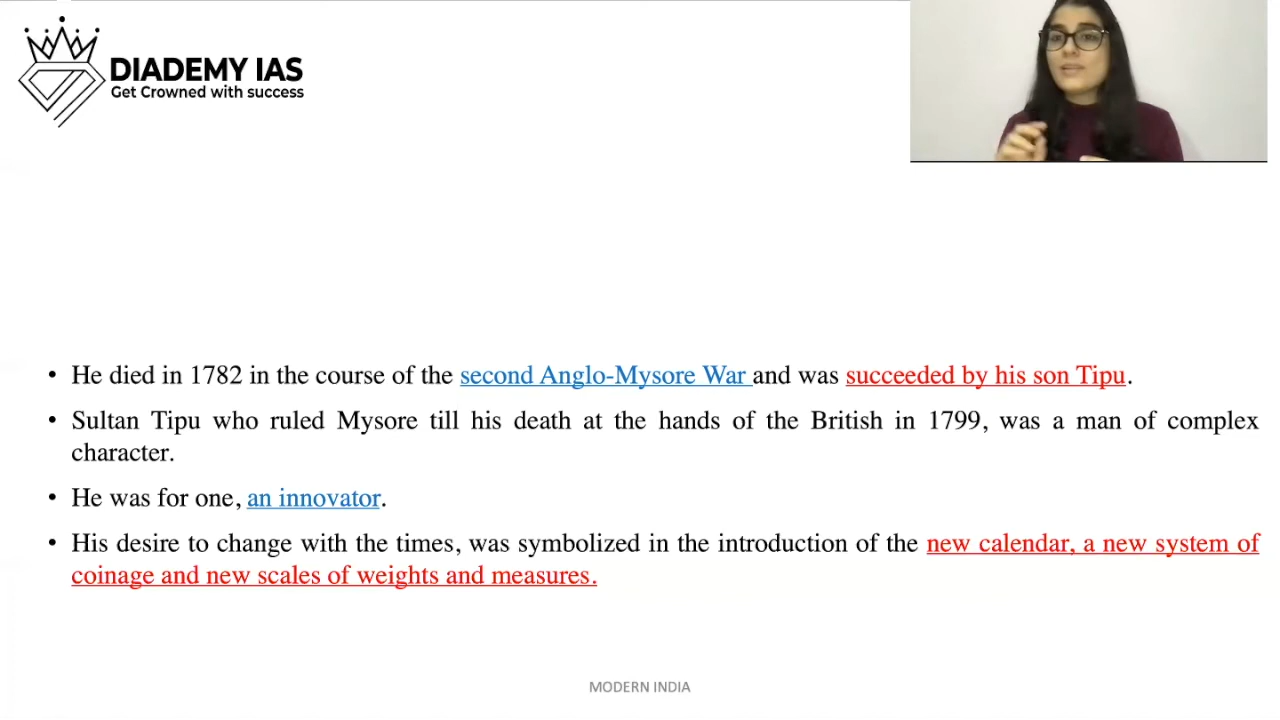 DIADEMY IAS
Get Crowned with success
• He died in 1782 in the course of the second Anglo-Mysore War and was succeeded by his son Tipu.
• Sultan Tipu who ruled Mysore till his death at the hands of the British in 1799, was a man of complex
character.
• He was for one, an innovator.
• His desire to change with the times, was symbolized in the introduction of the new calendar, a new system of
coinage and new scales of weights and measures.
MODERN INDIA